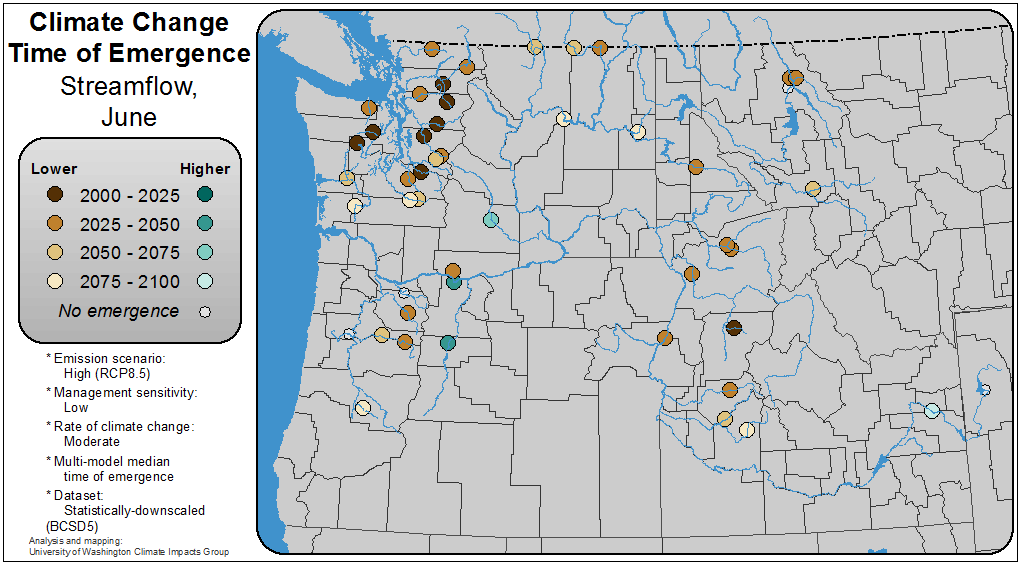 Climate Change
Time of Emergence
Streamflow,
June
Lower Higher
2000 - 2025
2025 - 2050
2050 - 2075
2075 - 2100
No emergence
* Emission scenario:
High (RCP8.5)
* Management sensitivity:
Low
* Rate of climate change:
Moderate
* Multi-model median
time of emergence
* Dataset:
Statistically-downscaled
(BCSD5)
Analysis and mapping:
University of Washington Climate Impacts Group